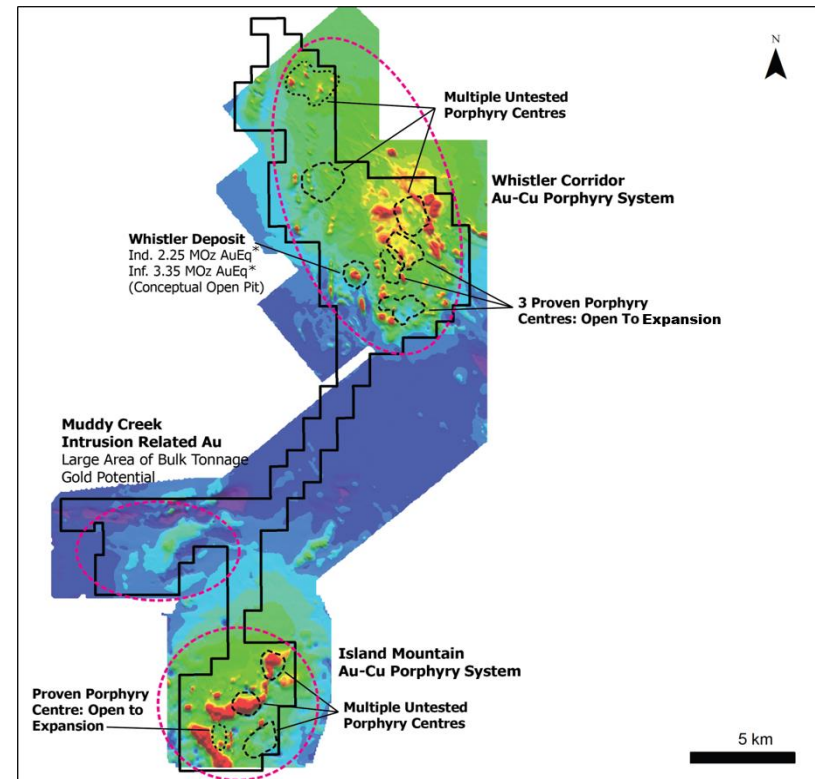 N
Multiple Untested
Porphyry Centres
Whistler Corridor
Au-Cu Porphyry System
Whistler Deposit
Ind. 2.25 MOz AuEq*
Inf. 3.35 MOz AuEq*
(Conceptual Open Pit)
3 Proven Porphyry
Centres: Open To Expansion
Muddy Creek
Intrusion Related Au
Large Area of Bulk Tonnage
Gold Potential
Island Mountain
Au-Cu Porphyry System
Proven Porphyry
Centre: Open to
Expansion
Multiple Untested
Porphyry Centres
5 km